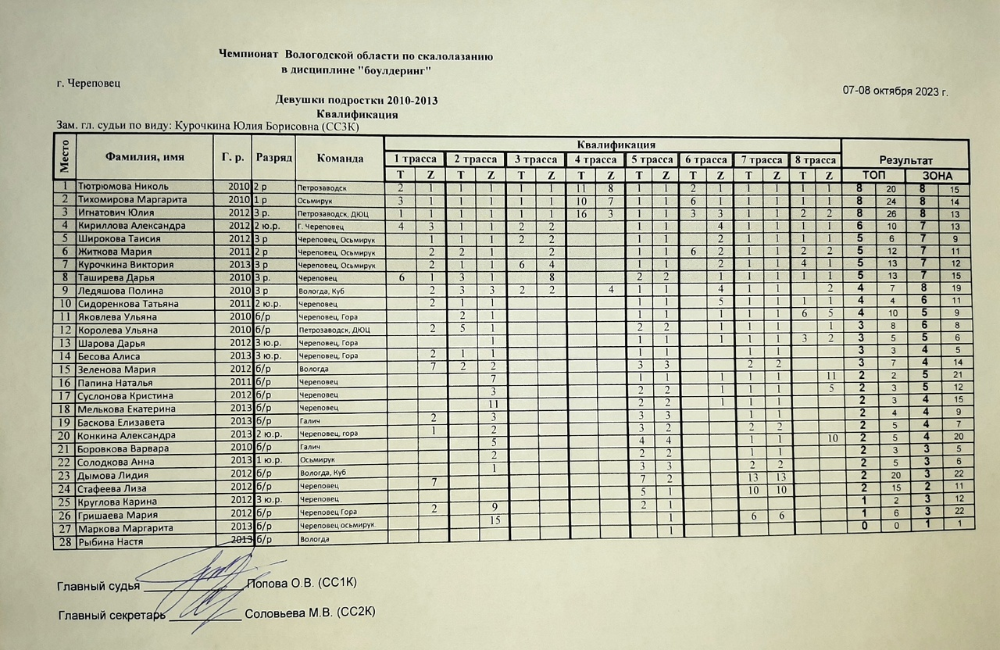 Чемпионат Вологодской области по скалолазанию
в дисциплине "боулдеринг"
г. Череповец
07-08 октября 2023 г.
Девушки подростки 2010-2013
Квалификация
Зам. гл. судьи по виду: Курочкина Юлия Борисовна (СС3К)
Место Фамилия, имя Г. р. Разряд Команда Квалификация Результат
1 трасса 2 трасса 3 трасса 4 трасса 5 трасса 6 трасса 7 трасса 8 трасса
T Z T Z T Z T Z T Z T Z T Z T Z ТОП ЗОНА
1 Тютрюмова Николь 2010 2 р Петрозаводск 2 1 1 1 1 1 11 8 1 1 2 1 1 1 1 1 8 20 8 15
2 Тихомирова Маргарита 2010 1 р Осьмирук 3 1 1 1 1 1 10 7 1 1 6 1 1 1 1 1 8 24 8 14
3 Игнатович Юлия 2012 3 р. Петрозаводск, ДЮЦ 1 1 1 1 1 1 16 3 1 1 3 3 1 1 2 2 8 26 8 13
4 Кириллова Александра 2012 2 ю.р. Г. Череповец 4 3 1 1 2 2 1 1 4 1 1 1 1 6 10 7 13
5 Широкова Таисия 2012 3 р Череповец, Осьмирук 1 1 1 2 2 1 1 2 1 1 1 1 5 6 7 9
6 Житкова Мария 2011 2 р Череповец, Осьмирук 2 2 1 2 1 1 6 2 1 1 2 2 5 12 7 11
7 Курочкина Виктория 2013 3 р Череповец, Осьмирук 2 1 1 6 4 1 1 2 1 1 4 1 5 13 7 12
8 Таширева Дарья 2010 3 р. Череповец 6 1 3 1 8 2 2 1 1 1 1 1 5 13 7 15
9 Ледяшова Полина 2010 3 р Вологда, Куб 2 3 3 2 2 4 1 1 4 1 1 2 4 7 8 19
10 Сидоренкова Татьяна 2011 2 ю.р. Череповец 2 1 1 1 1 5 1 1 1 1 4 4 6 11
11 Яковлева Ульяна 2010 б/р Череповец, Гора 2 1 1 1 1 1 1 6 5 4 10 5 9
12 Королева Ульяна 2010 б/р Петрозаводск, ДЮЦ 2 5 1 2 2 1 1 1 1 3 8 6 8
13 Шарова Дарья 2012 3 ю.р. Череповец, Гора 1 1 1 1 1 1 3 2 3 5 5 6
14 Бесова Алиса 2013 3 ю.р. Череповец, Гора 2 1 1 1 1 1 1 3 3 4 5
15 Зеленова Мария 2012 б/р Вологда 7 2 2 3 3 2 2 3 7 4 14
16 Папина Наталья 2011 б/р Череповец 7 1 1 1 1 1 11 2 2 5 21
17 Суслонова Кристина 2012 б/р Череповец 3 2 2 1 1 1 5 2 3 5 12
18 Мелькова Екатерина 2013 б/р Череповец 11 2 2 1 1 1 2 3 4 15
19 Баскова Елизавета 2013 б/р Галич 2 3 3 3 1 1 2 4 4 9
20 Конкина Александра 2013 2 ю.р. Череповец, гора 1 2 3 2 2 2 2 5 4 7
21 Боровкова Варвара 2010 б/р Галич 5 4 4 1 1 10 2 5 4 20
22 Солодкова Анна 2013 1 ю.р. Осьмирук 2 2 2 1 1 2 3 3 5
23 Дымова Лидия 2012 б/р Вологда, Куб 1 3 3 2 2 2 5 3 6
24 Стафеева Лиза 2012 б/р Череповец 7 7 2 13 13 2 20 3 22
25 Круглова Карина 2012 3 ю.р. Череповец 5 1 10 10 2 15 2 11
26 Гришаева Мария 2012 б/р Череповец Гора 2 9 2 1 1 2 3 12
27 Маркова Маргарита 2013 б/р Череповец осьмирук. 15 1 6 6 1 6 3 22
28 Рыбина Настя 2013 б/р Вологда 1 0 0 1 1
Главный судья Попова О.В. (СС1К)
Главный секретарь Соловьева М.В. (СС2К)